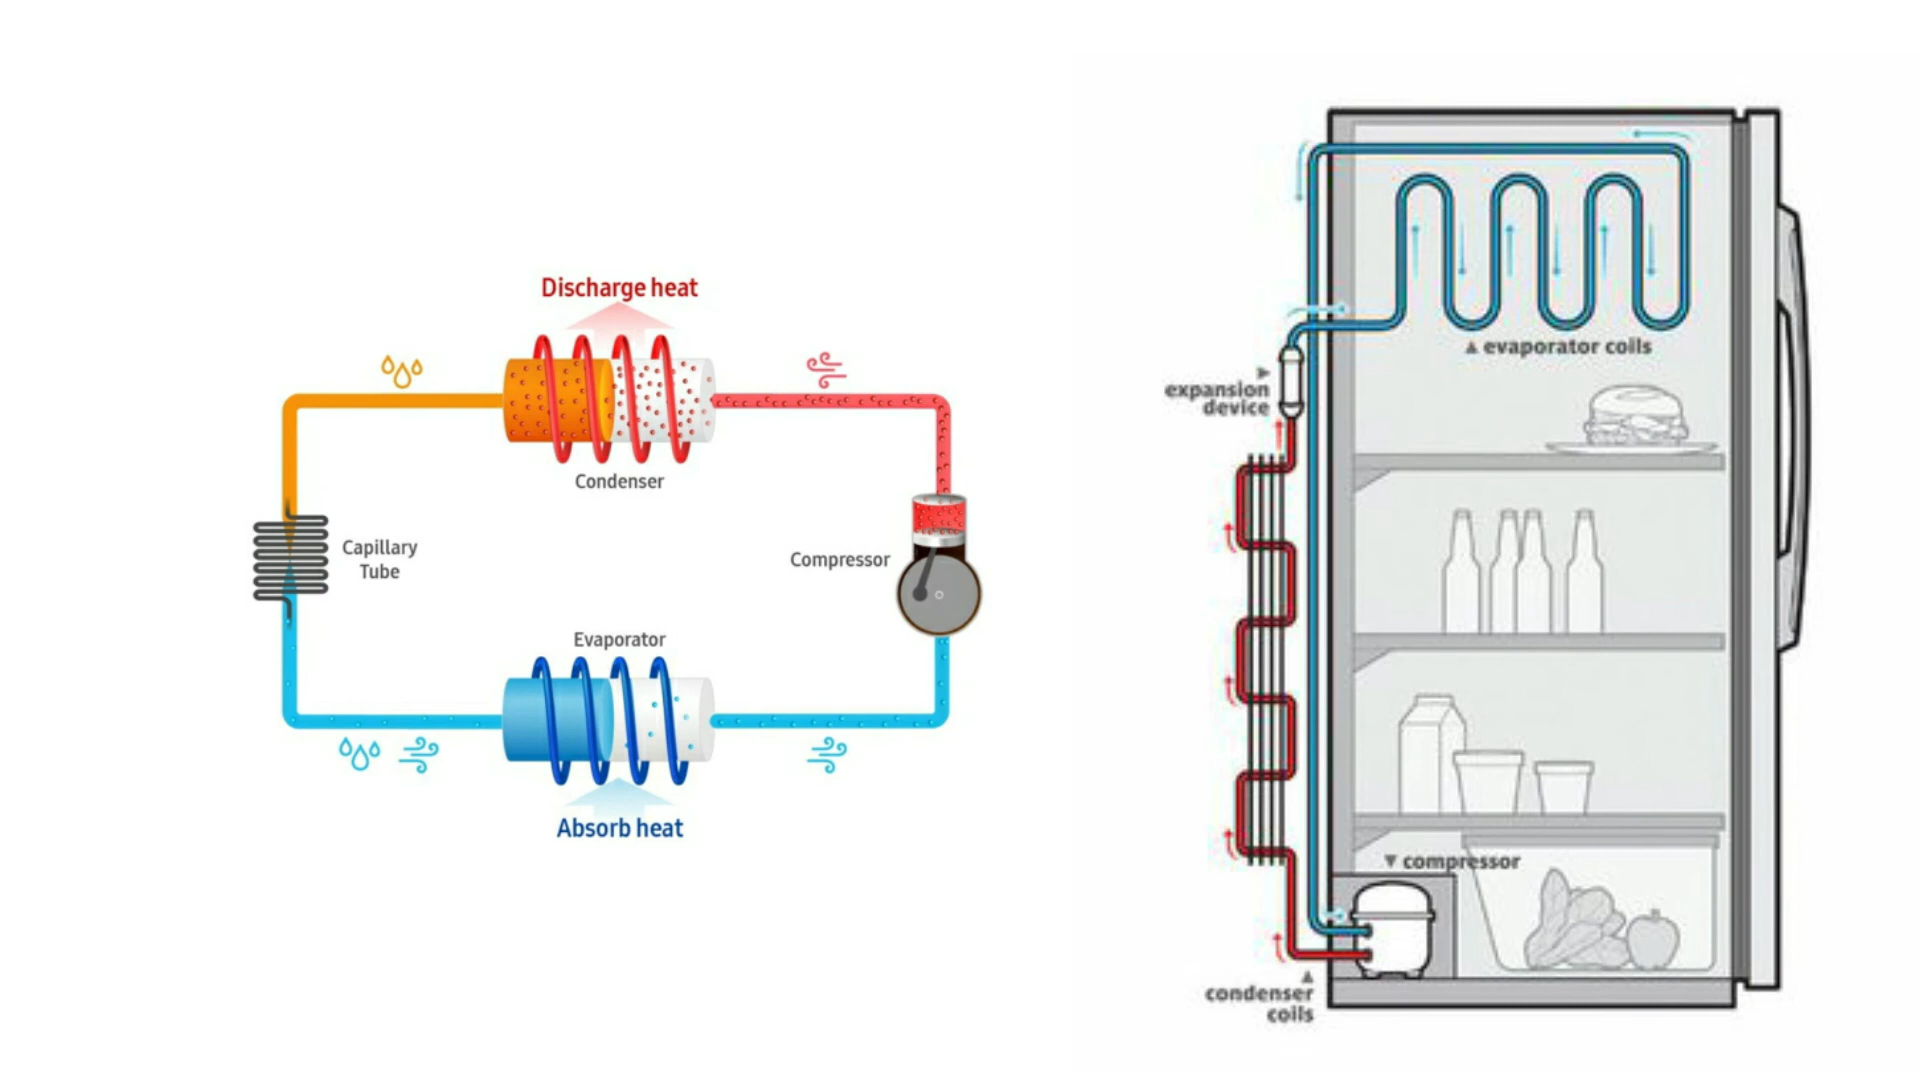 Discharge heat
Condenser
Capillary
Tube
Compressor
Evaporator
Absorb heat
▲ evaporator coils
▼
expansion
device
▼ compressor
▲
condenser
coils